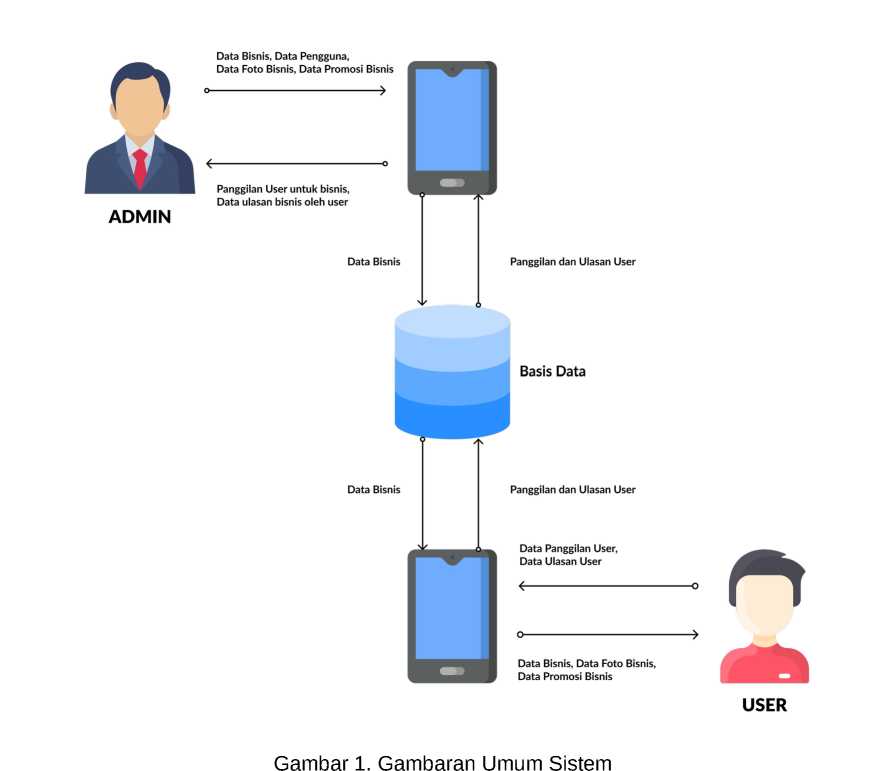 Data Bisnis, Data Pengguna,
Data Foto Bisnis, Data Promosi Bisnis
Panggilan User untuk bisnis,
Data ulasan bisnis oleh user
ADMIN
Data Bisnis
Panggilan dan Ulasan User
Basis Data
Data Bisnis
Panggilan dan Ulasan User
Data Panggilan User,
Data Ulasan User
Data Bisnis, Data Foto Bisnis,
Data Promosi Bisnis
USER
Gambar 1. Gambaran Umum Sistem